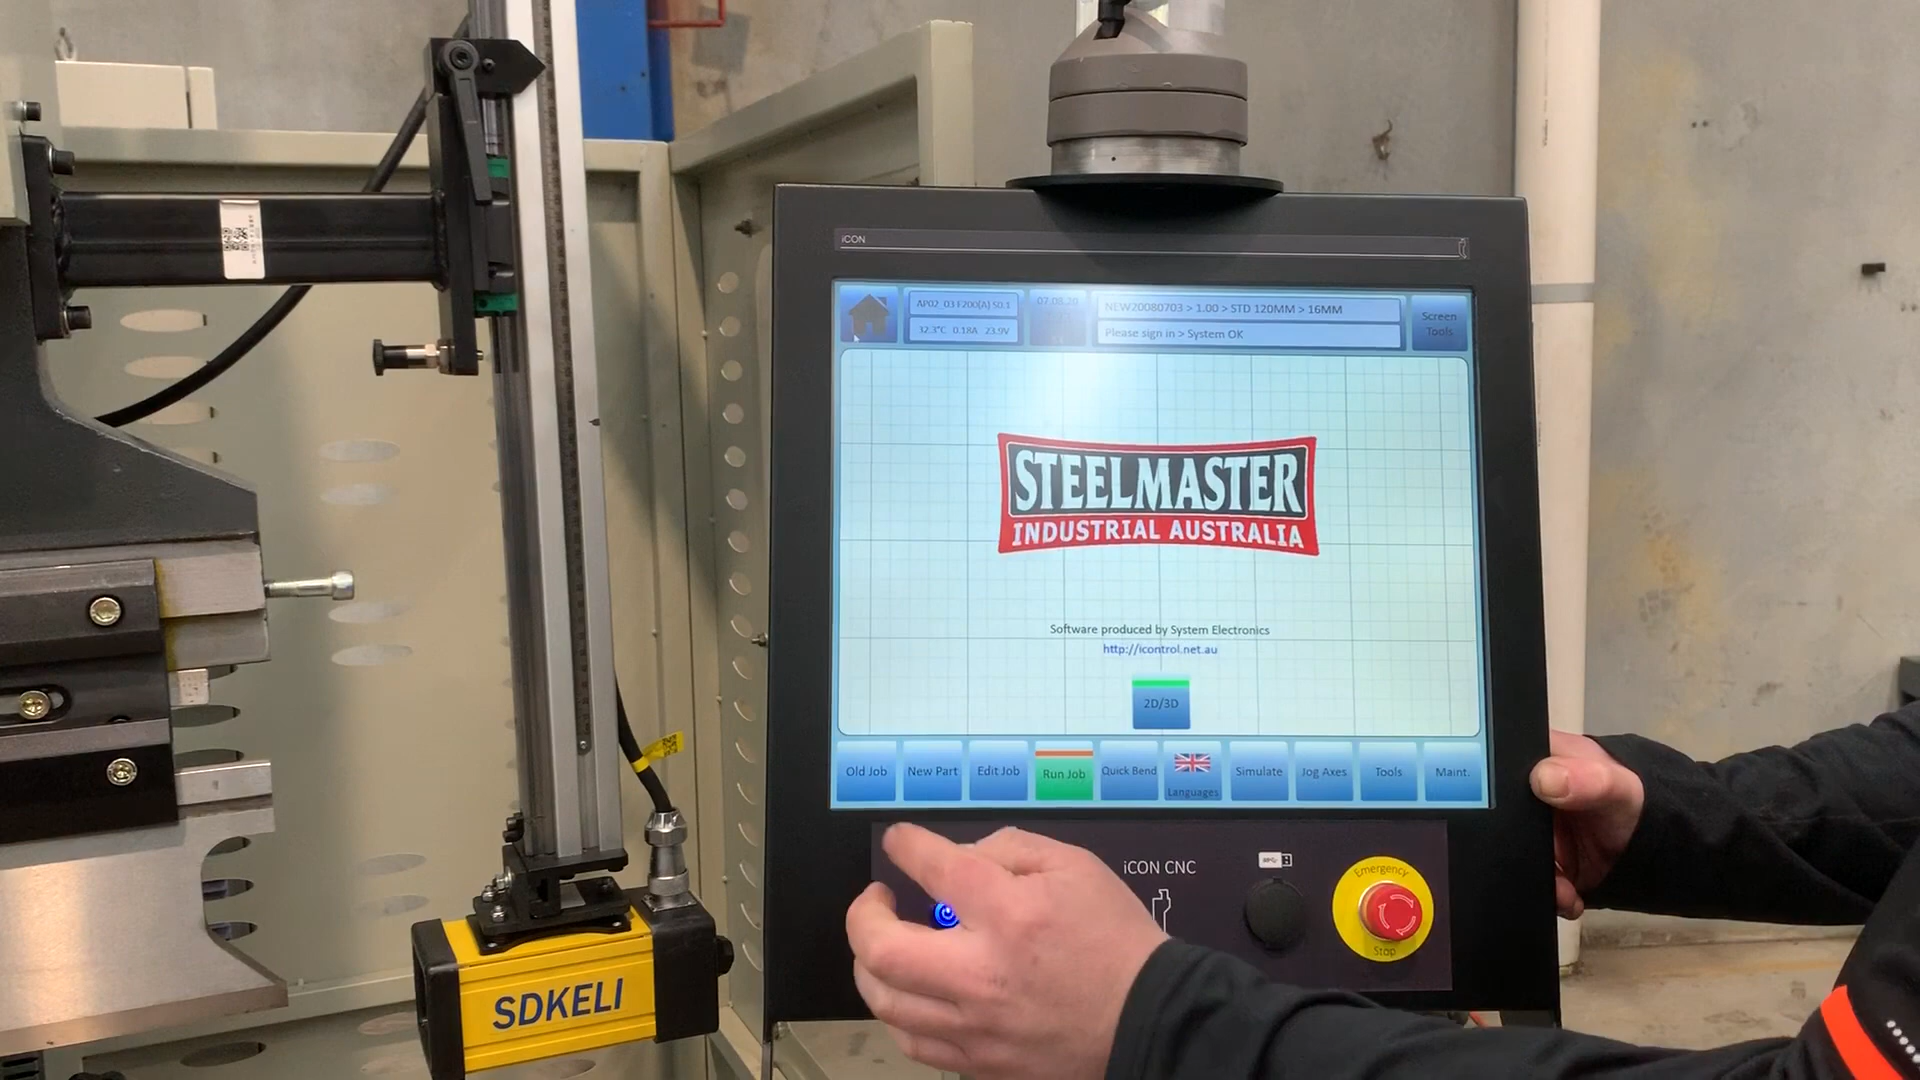 iCON
AP02_03 F200(A) S0.1
32.3°C 0.18A 23.9V
07.08.20
NEW20080703 > 1.00 > STD 120MM > 16MM
Please sign in > System OK
Screen
Tools
STEELMASTER
INDUSTRIAL AUSTRALIA
Software produced by System Electronics
http://icontrol.net.au
2D/3D
Old Job
New Part
Edit Job
Run Job
Quick Bend
Languages
Simulate
Jog Axes
Tools
Maint.
iCON CNC
Emergency
Stop
SDKELI